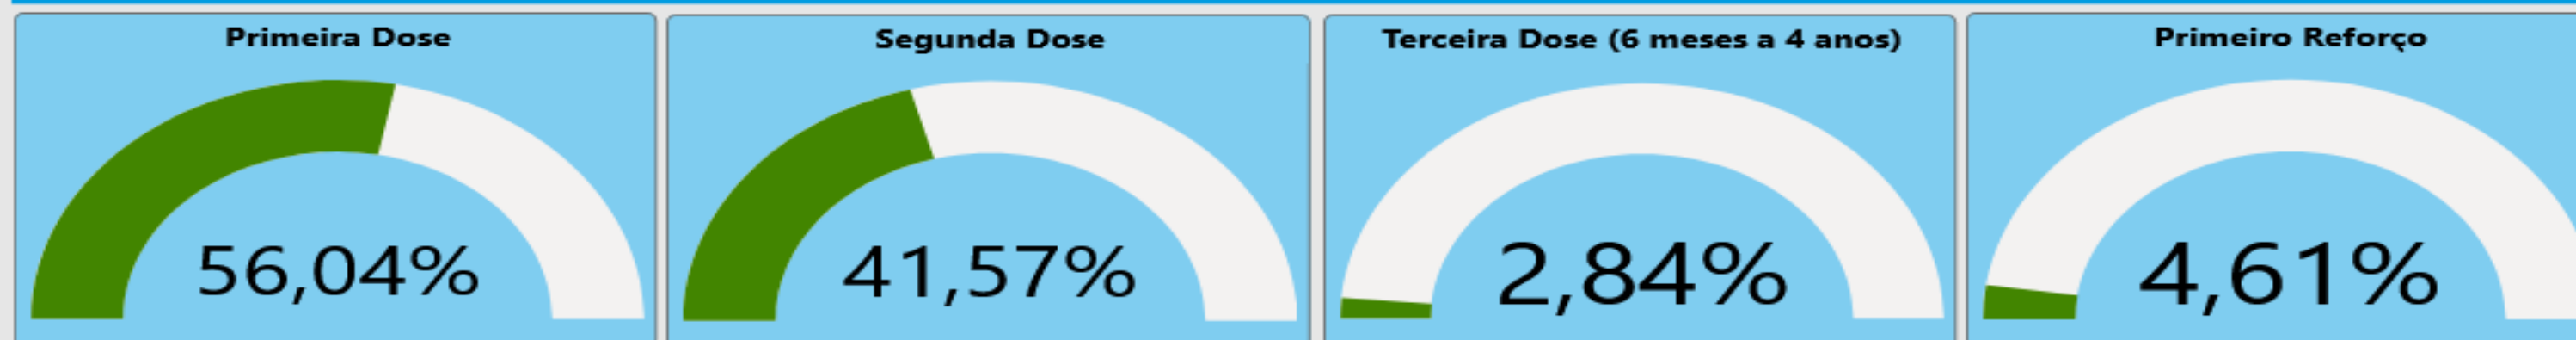 Primeira Dose
56,04%
Segunda Dose
41,57%
Terceira Dose (6 meses a 4 anos)
2,84%
Primeiro Reforço
4,61%